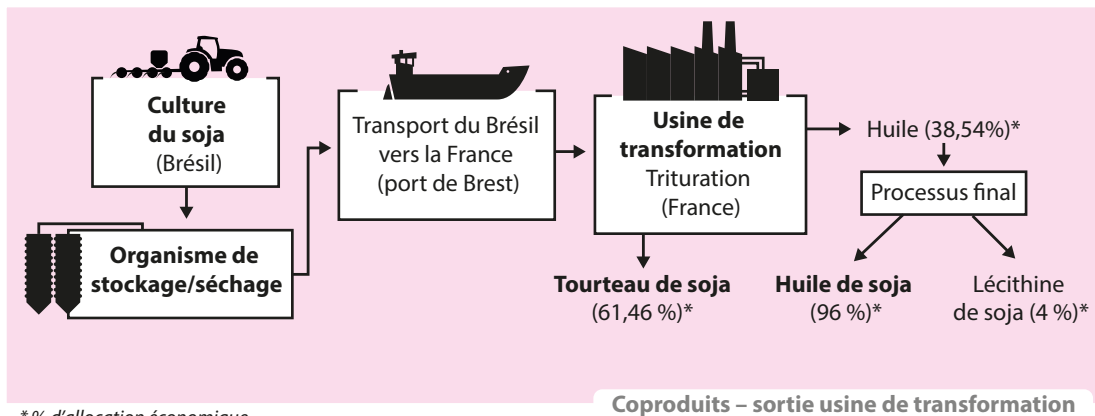 Culture
du soja
(Brésil)
Organisme de
stockage/séchage
Transport du Brésil
vers la France
(port de Brest)
Usine de
transformation
Trituration
(France)
Tourteau de soja
(61,46 %)*
Huile (38,54%)*
Processus final
Huile de soja
(96 %)*
Lécithine
de soja (4 %)*
Coproduits – sortie usine de transformation
* % d'allocation économique